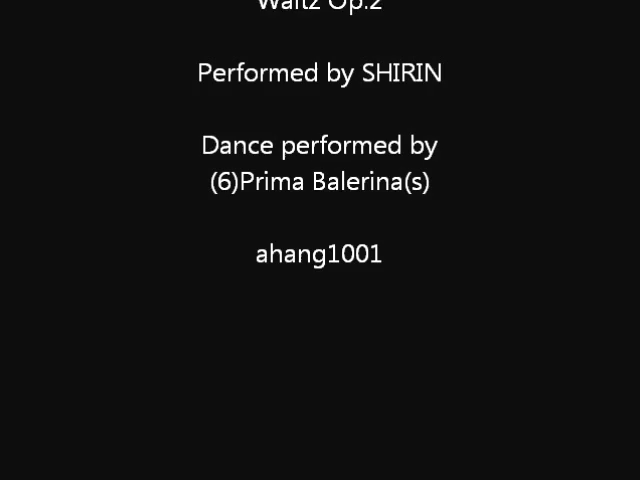 Waltz Op.2
Performed by SHIRIN
Dance performed by
(6)Prima Balerina(s)
ahang1001